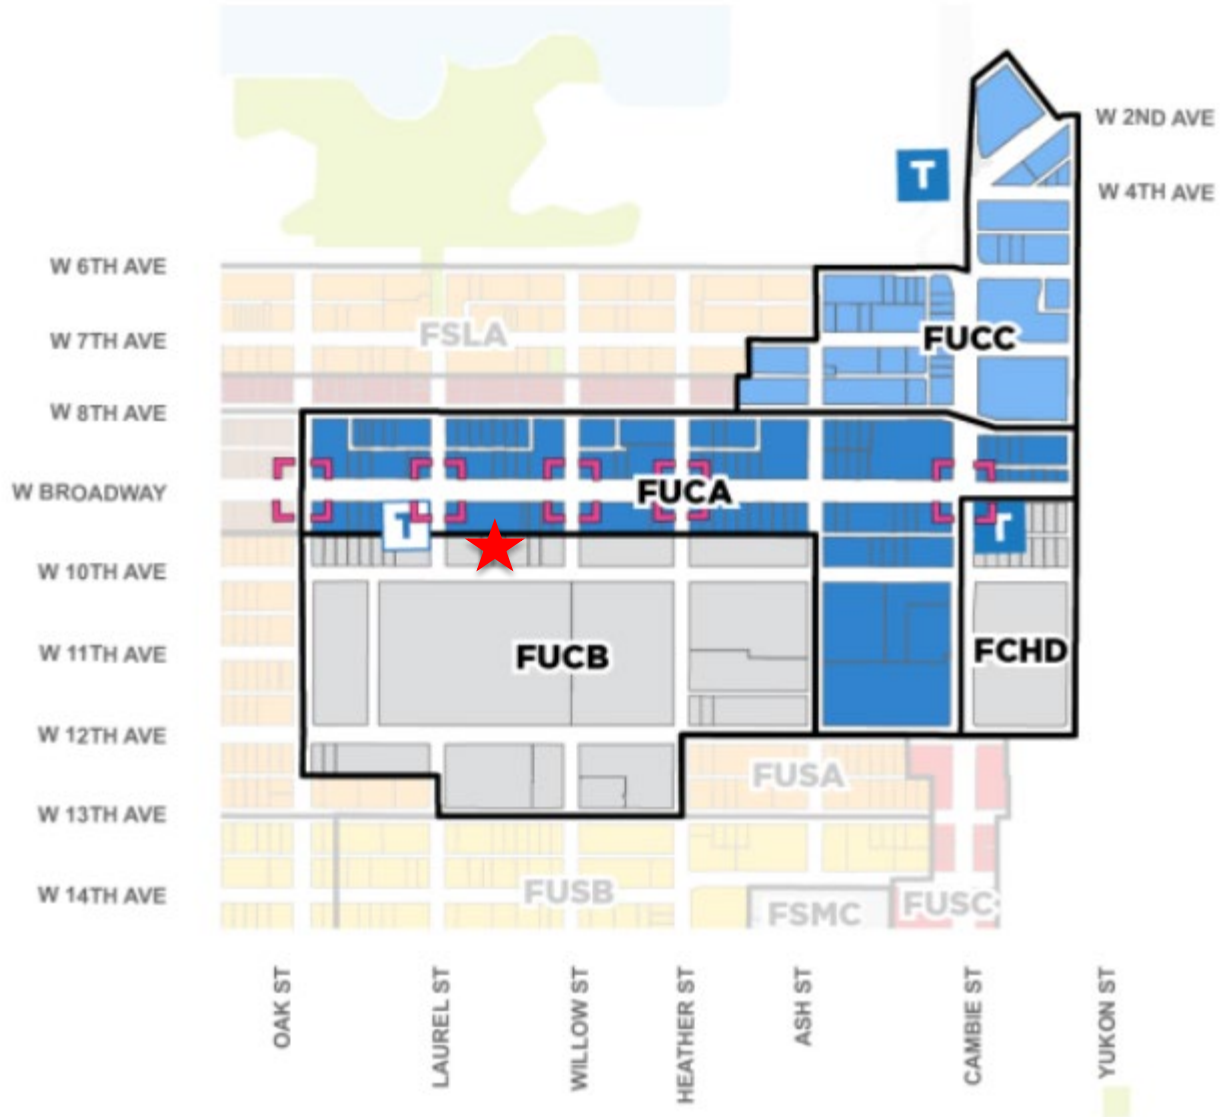 W 2ND AVE
T
W 4TH AVE
W 6TH AVE
FSLA
W 7TH AVE
FUCC
W 8TH AVE
W BROADWAY
FUCA
T
T
W 10TH AVE
W 11TH AVE
FUCB
FCHD
W 12TH AVE
FUSA
W 13TH AVE
W 14TH AVE
FUSB
FSMC
FUSC
OAK ST
LAUREL ST
WILLOW ST
HEATHER ST
ASH ST
CAMBIE ST
YUKON ST